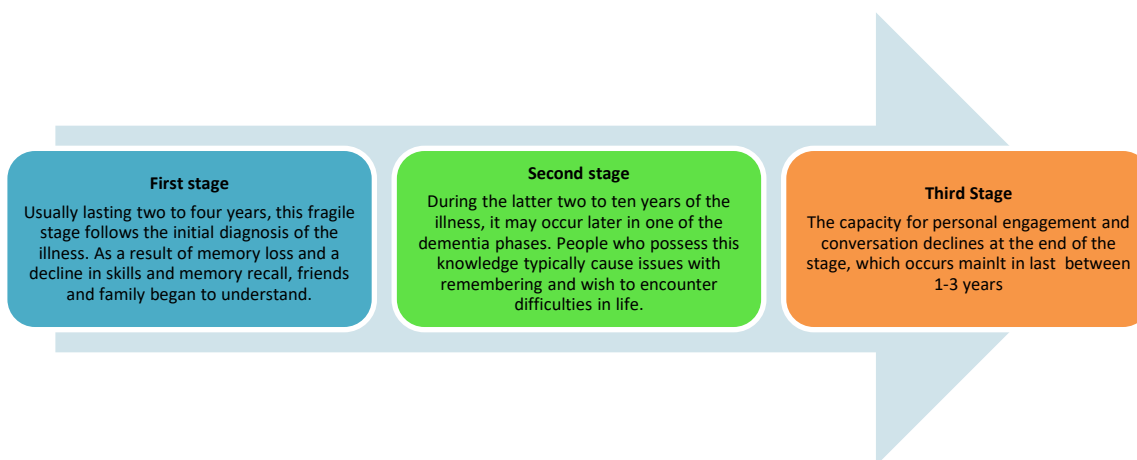 First stage
Usually lasting two to four years, this fragile
stage follows the initial diagnosis of the
illness. As a result of memory loss and a
decline in skills and memory recall, friends
and family began to understand.
Second stage
During the latter two to ten years of the
illness, it may occur later in one of the
dementia phases. People who possess this
knowledge typically cause issues with
remembering and wish to encounter
difficulties in life.
Third Stage
The capacity for personal engagement and
conversation declines at the end of the
stage, which occurs mainlt in last between
1-3 years